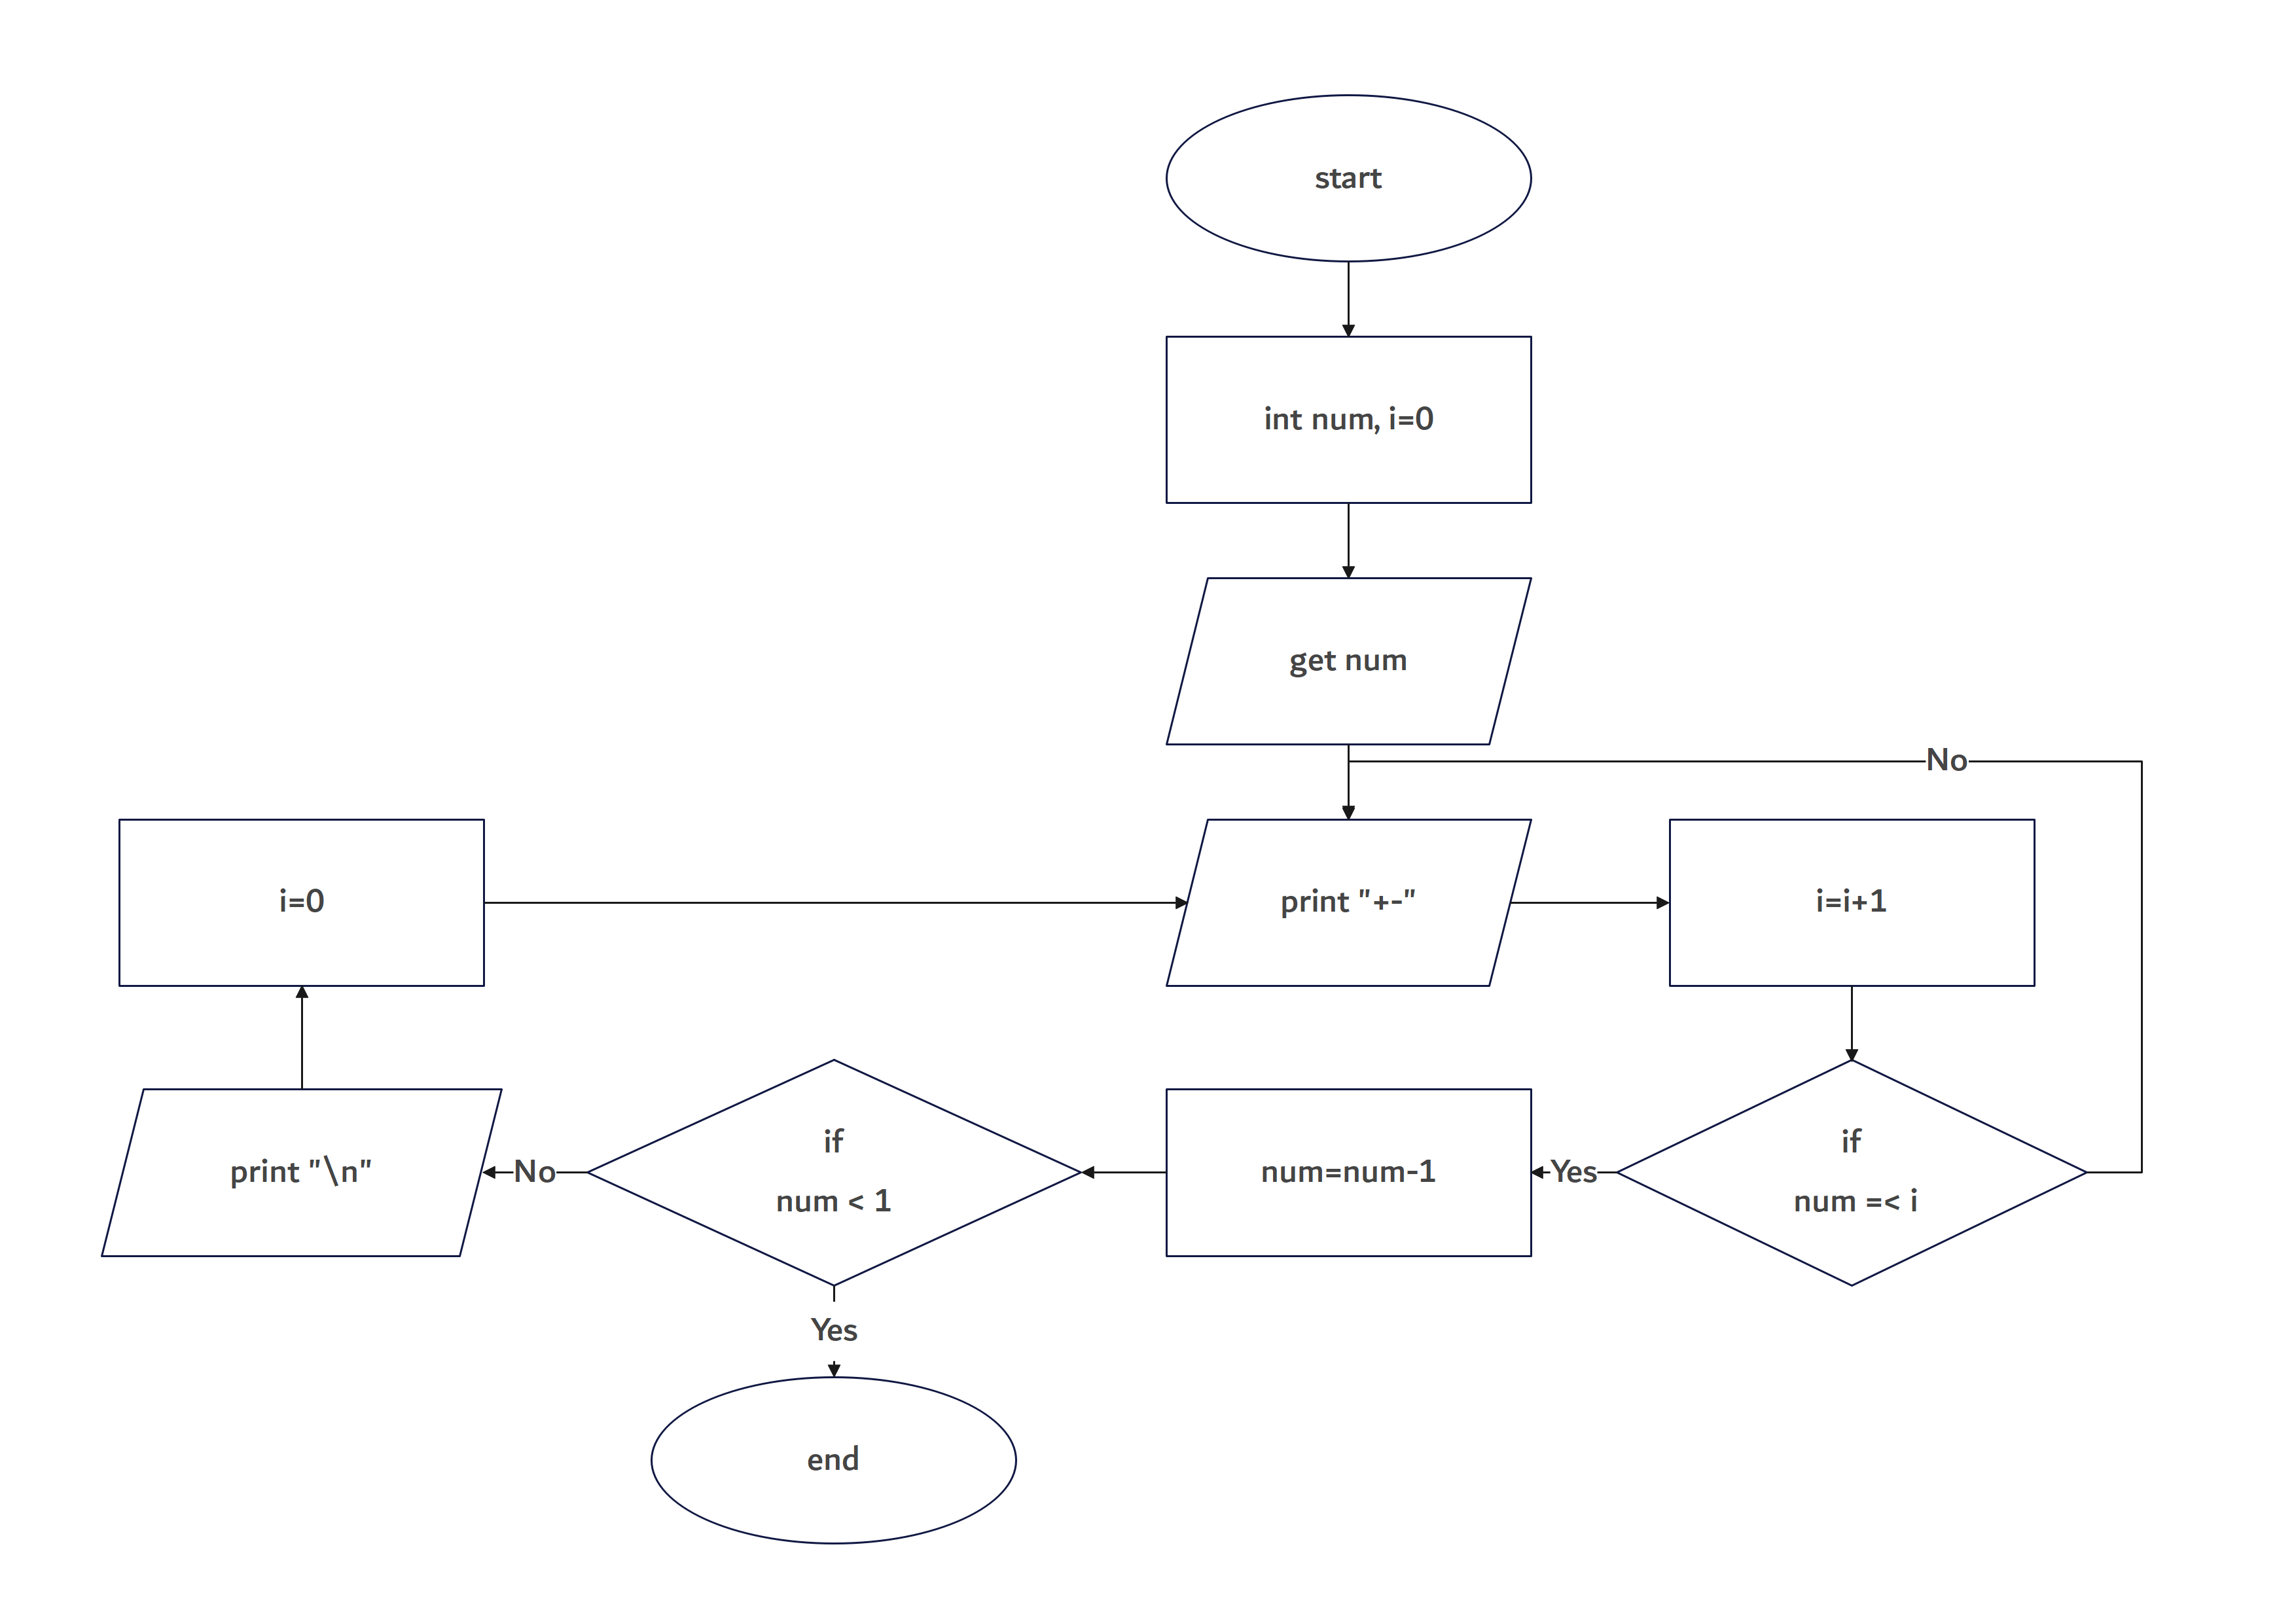 start
int num, i=0
get num
No
i=0
print "+-"
i=i+1
print "\n"
No
if
num < 1
num=num-1
Yes
if
num =< i
Yes
end